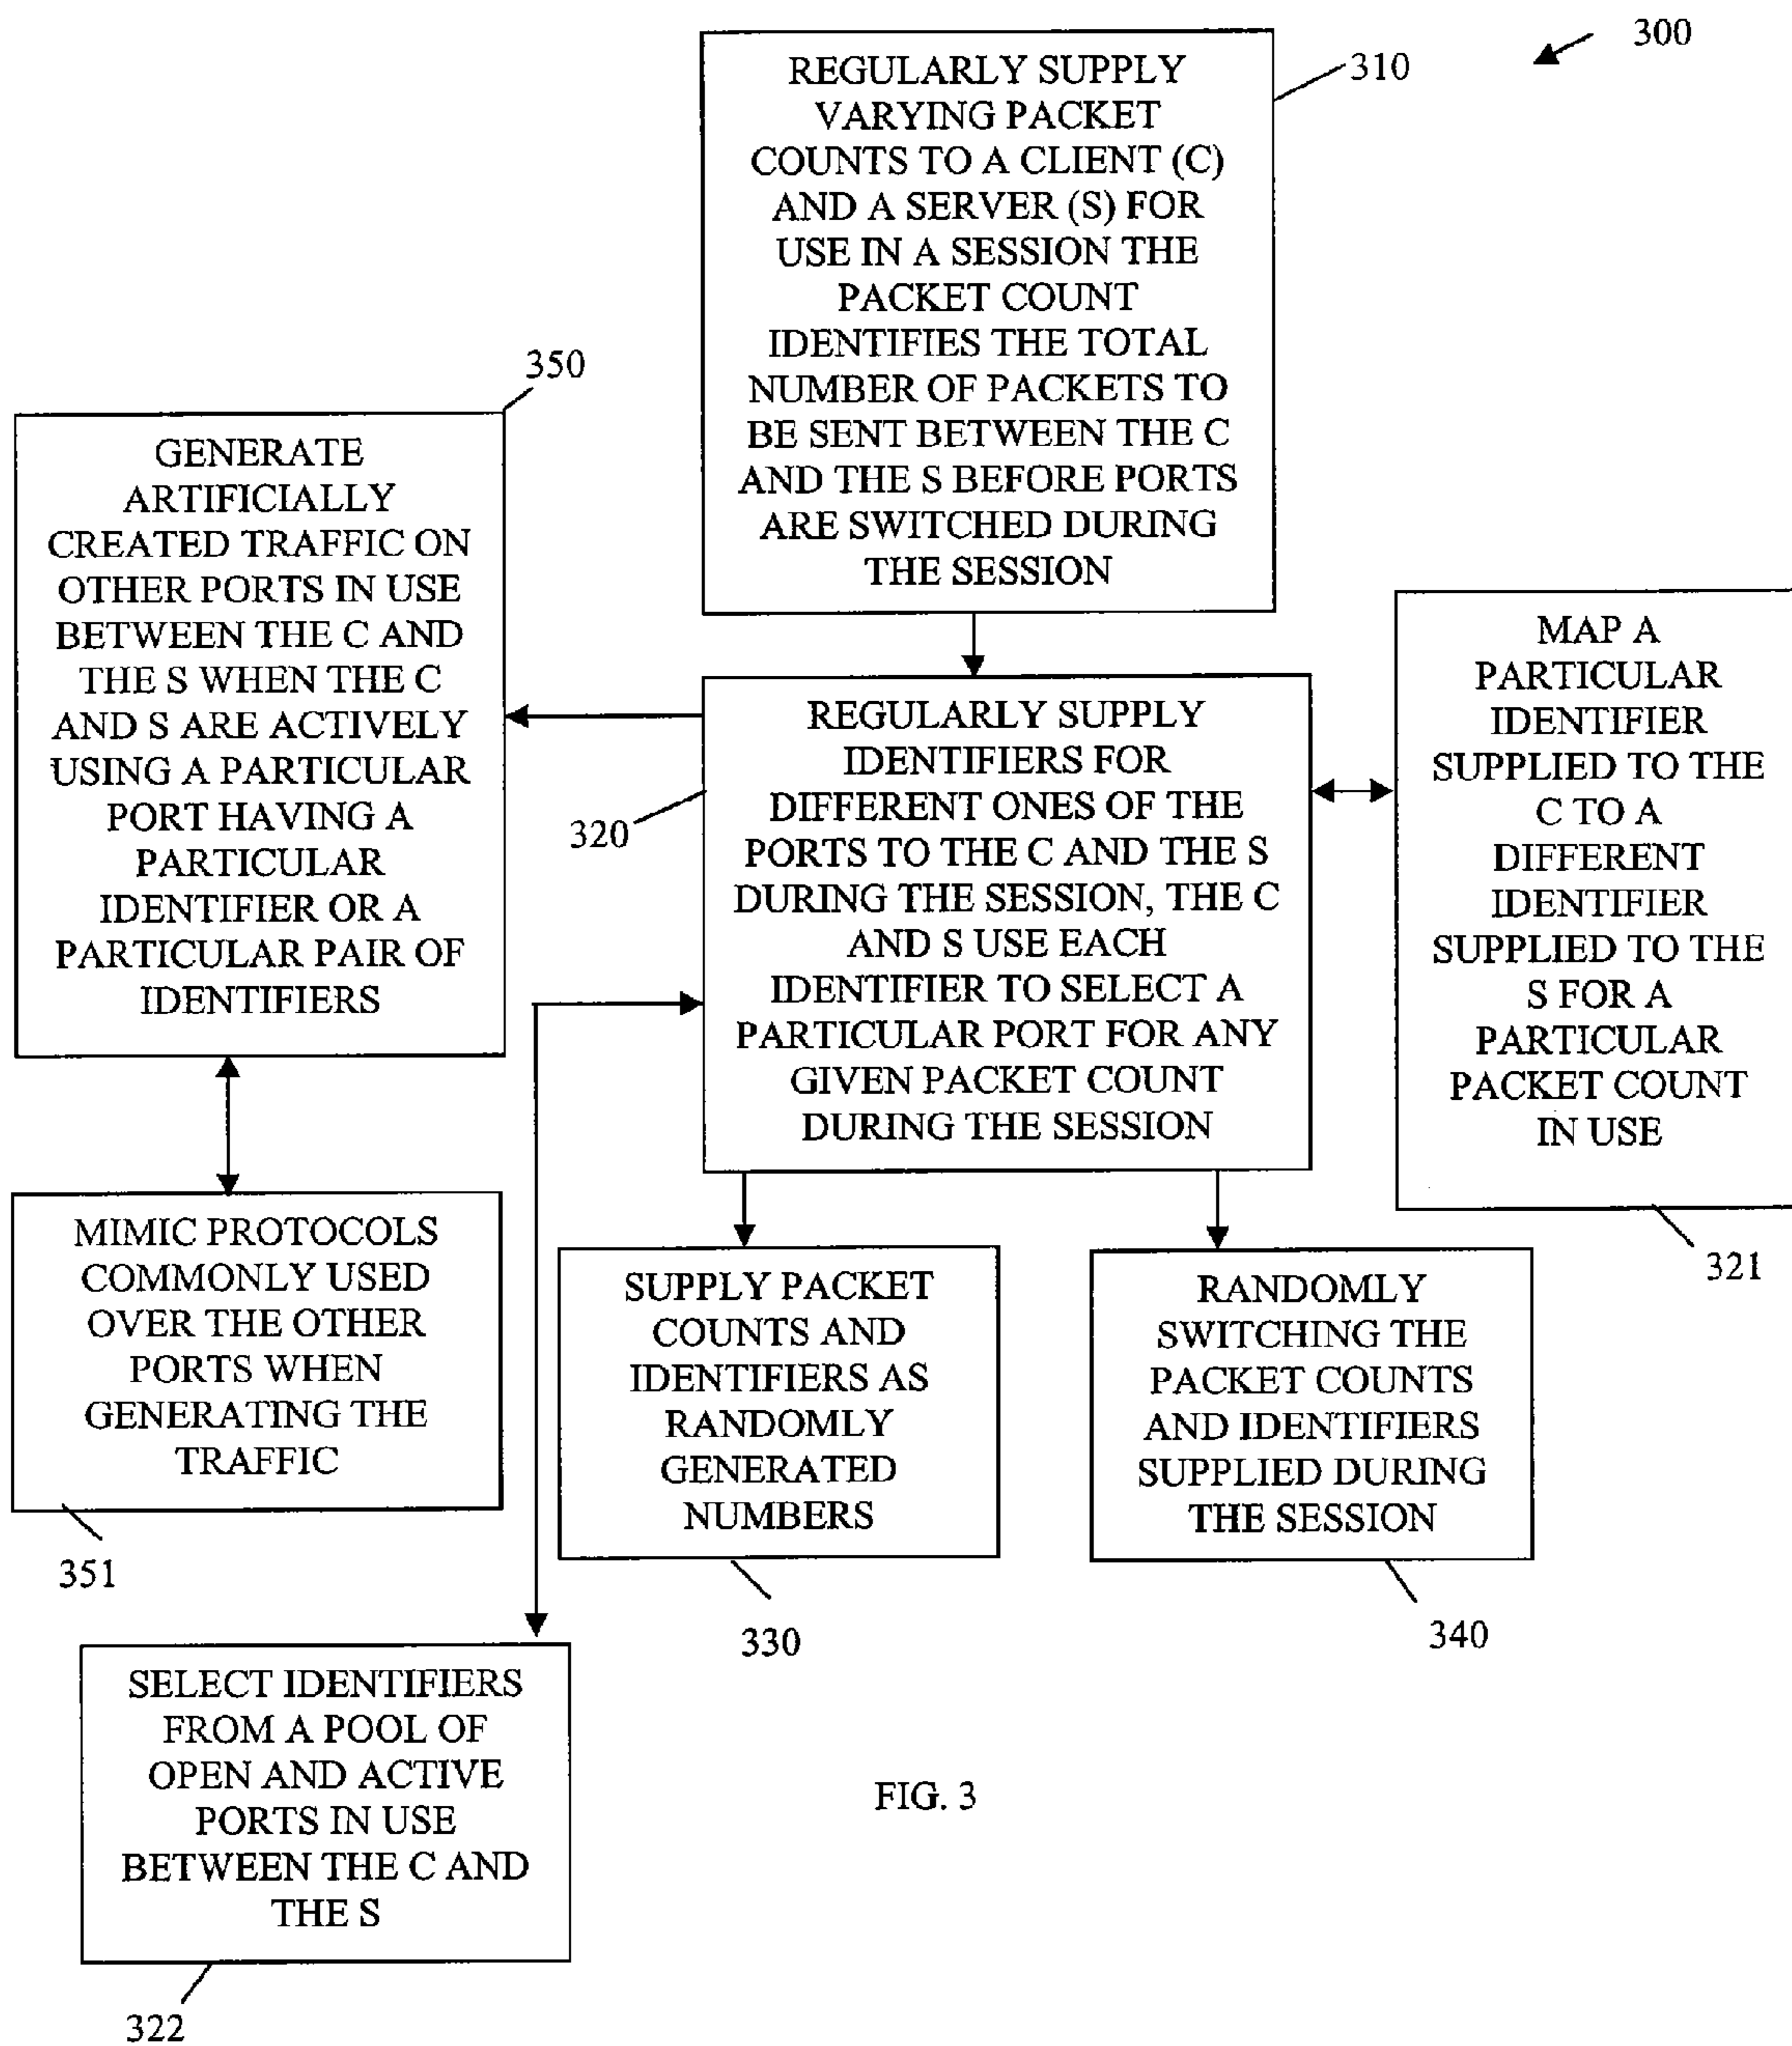 300
310
REGULARLY SUPPLY
VARYING PACKET
COUNTS TO A CLIENT (C)
AND A SERVER (S) FOR
USE IN A SESSION THE
PACKET COUNT
IDENTIFIES THE TOTAL
NUMBER OF PACKETS TO
BE SENT BETWEEN THE C
AND THE S BEFORE PORTS
ARE SWITCHED DURING
THE SESSION
350
GENERATE
ARTIFICIALLY
CREATED TRAFFIC ON
OTHER PORTS IN USE
BETWEEN THE C AND
THE S WHEN THE C
AND S ARE ACTIVELY
USING A PARTICULAR
PORT HAVING A
PARTICULAR
IDENTIFIER OR A
PARTICULAR PAIR OF
IDENTIFIERS
320
REGULARLY SUPPLY
IDENTIFIERS FOR
DIFFERENT ONES OF THE
PORTS TO THE C AND THE S
DURING THE SESSION, THE C
AND S USE EACH
IDENTIFIER TO SELECT A
PARTICULAR PORT FOR ANY
GIVEN PACKET COUNT
DURING THE SESSION
MAP A
PARTICULAR
IDENTIFIER
SUPPLIED TO THE
C TO A
DIFFERENT
IDENTIFIER
SUPPLIED TO THE
S FOR A
PARTICULAR
PACKET COUNT
IN USE
321
MIMIC PROTOCOLS
COMMONLY USED
OVER THE OTHER
PORTS WHEN
GENERATING THE
TRAFFIC
351
SUPPLY PACKET
COUNTS AND
IDENTIFIERS AS
RANDOMLY
GENERATED
NUMBERS
330
RANDOMLY
SWITCHING THE
PACKET COUNTS
AND IDENTIFIERS
SUPPLIED DURING
THE SESSION
340
SELECT IDENTIFIERS
FROM A POOL OF
OPEN AND ACTIVE
PORTS IN USE
BETWEEN THE C AND
THE S
322
FIG. 3